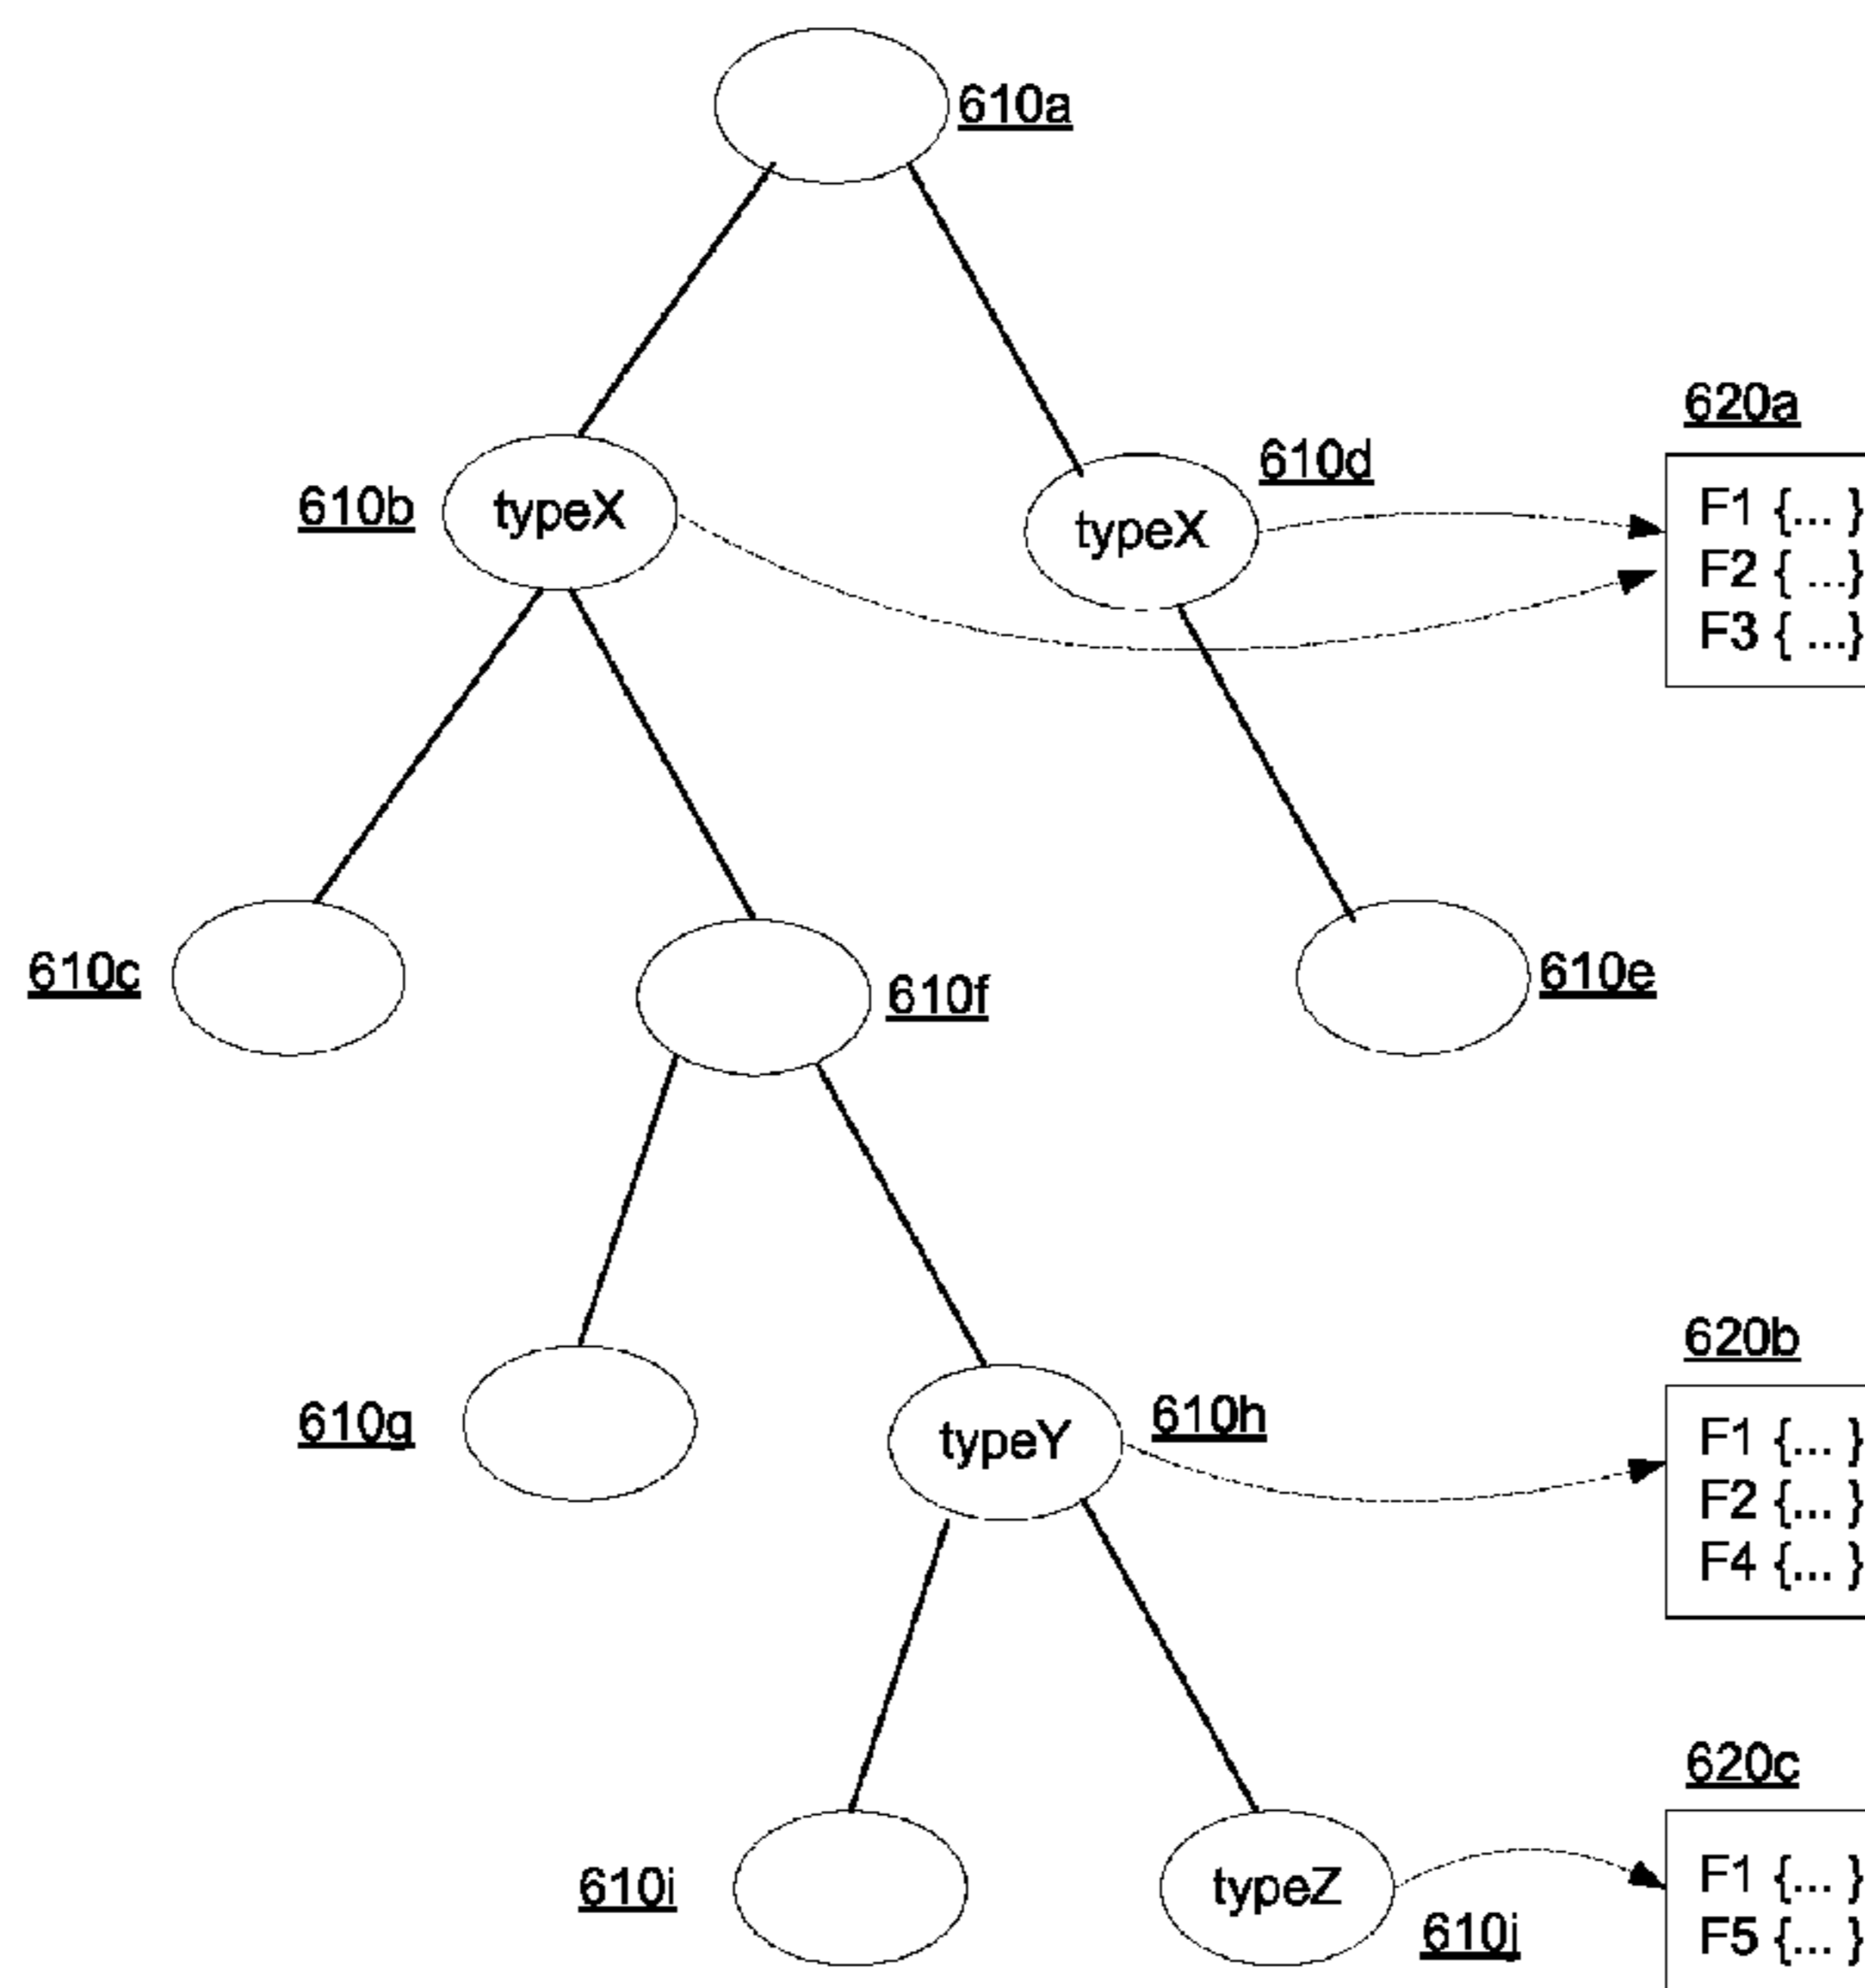 610a
620a
610b
typeX
610d
typeX
F1 {... }
F2 { ...}
F3 { ...}
610c
610f
610e
620b
610g
typeY
610h
F1 {... }
F2 {... }
F4 {... }
620c
610i
typeZ
610j
F1 {... }
F5 {... }